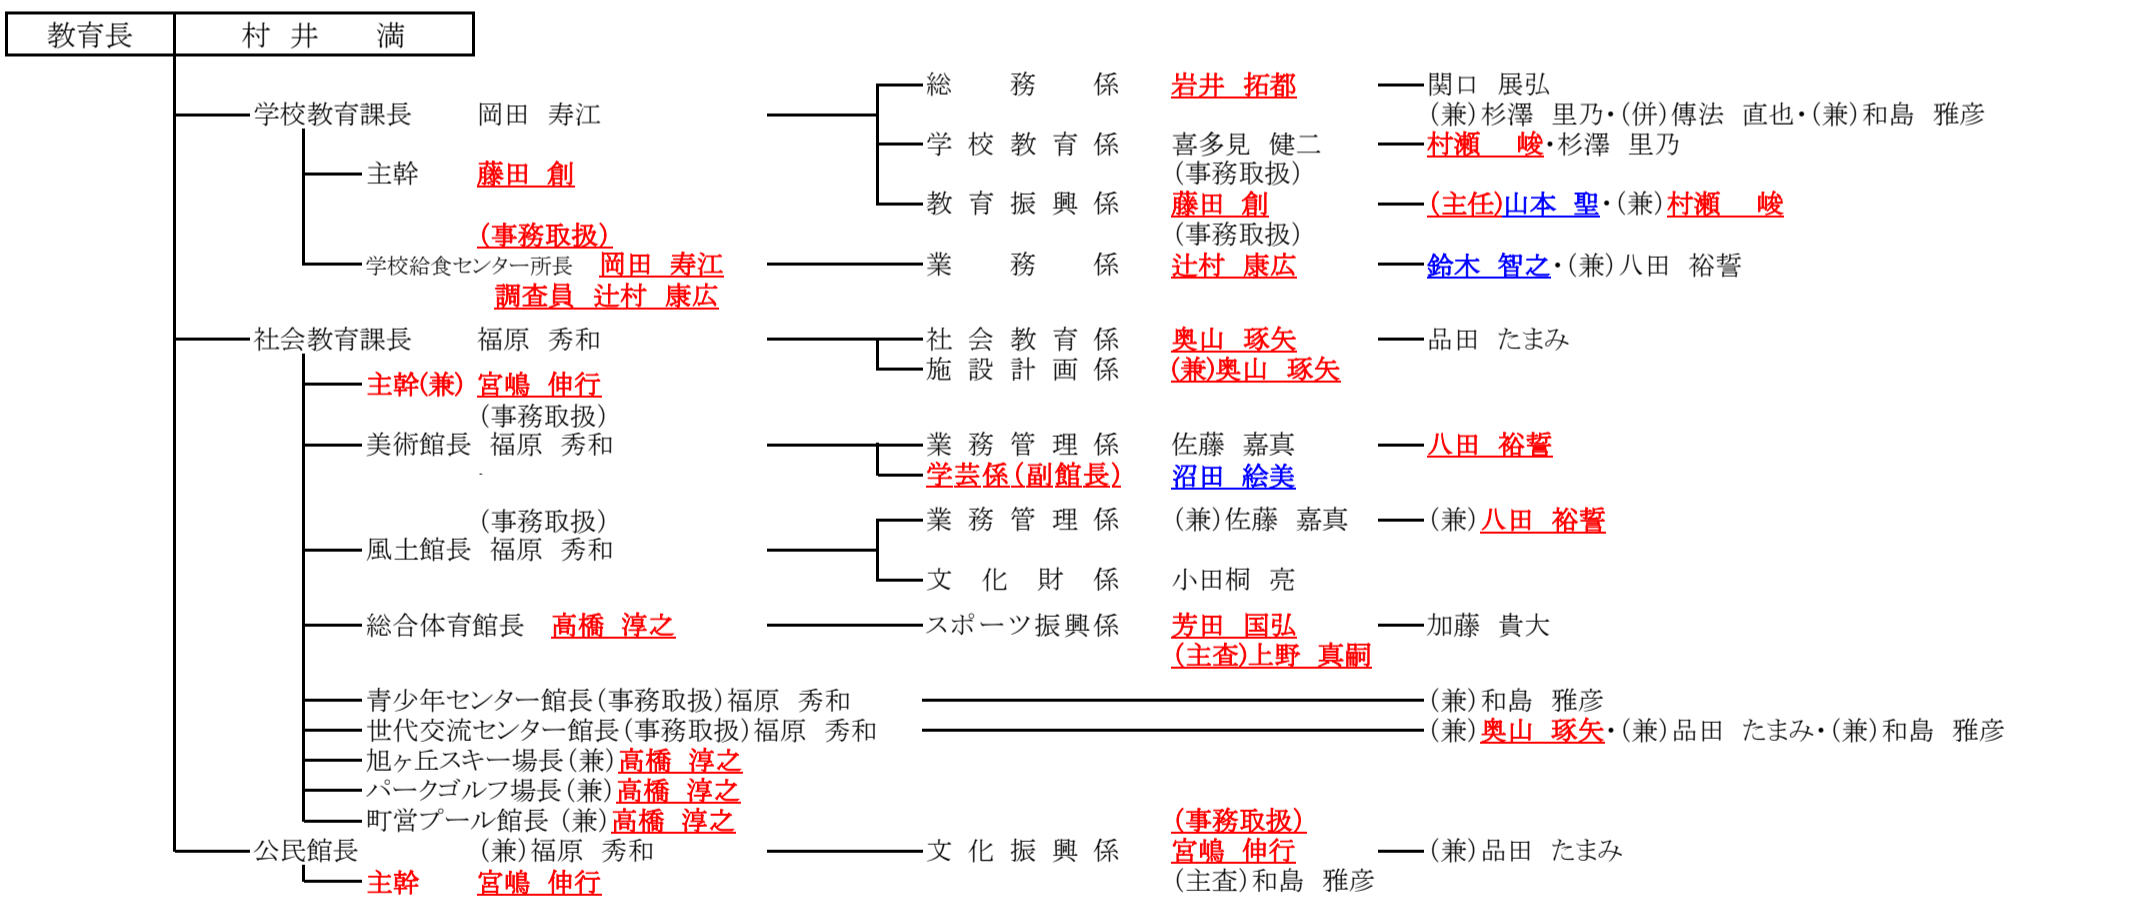 教育長　村井　満
総務係　岩井　拓都　関口　展弘
学校教育課長　岡田　寿江　(兼)杉澤　里乃・(併)傳法　直也・(兼)和島　雅彦
学校教育係　喜多見　健二　村瀬　峻・杉澤　里乃
主幹　藤田　創　(事務取扱)
教育振興係　藤田　創　(主任)山本　聖・(兼)村瀬　峻
(事務取扱)　(事務取扱)
学校給食センター所長　岡田　寿江　業務係　辻村　康広　鈴木　智之・(兼)八田　裕誓
調査員　辻村　康広
社会教育課長　福原　秀和　社会教育係　奥山　琢矢　品田　たまみ
施設計画係　(兼)奥山　琢矢
主幹(兼)　宮嶋　伸行
(事務取扱)
美術館長　福原　秀和　業務管理係　佐藤　嘉真　八田　裕誓
学芸係(副館長)　沼田　絵美
(事務取扱)　業務管理係　(兼)佐藤　嘉真　(兼)八田　裕誓
風土館長　福原　秀和
文化財係　小田桐　亮
総合体育館長　高橋　淳之　スポーツ振興係　芳田　国弘　加藤　貴大
(主査)上野　真嗣
青少年センター館長(事務取扱)福原　秀和　(兼)和島　雅彦
世代交流センター館長(事務取扱)福原　秀和　(兼)奥山　琢矢・(兼)品田　たまみ・(兼)和島　雅彦
旭ヶ丘スキー場長(兼)高橋　淳之
パークゴルフ場長(兼)高橋　淳之
町営プール館長　(兼)高橋　淳之　(事務取扱)
公民館長　(兼)福原　秀和　文化振興係　宮嶋　伸行　(兼)品田　たまみ
主幹　宮嶋　伸行　(主査)和島　雅彦